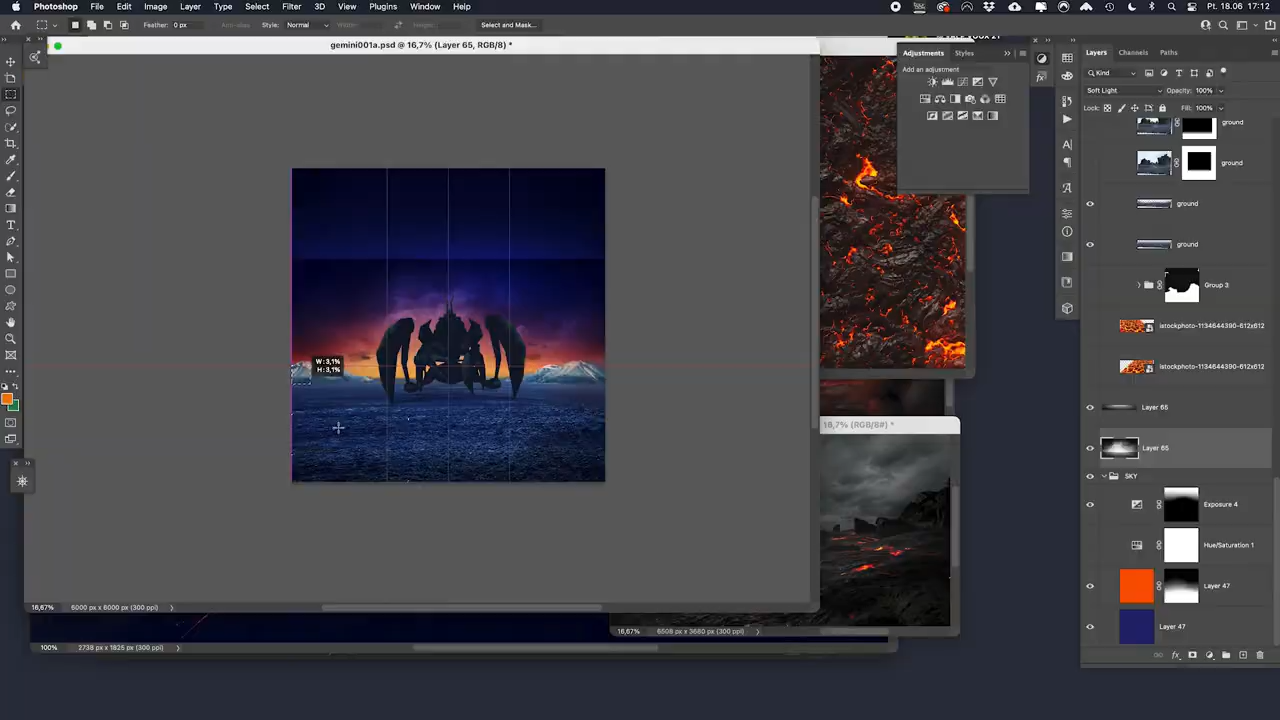 Photoshop File Edit Image Layer Type Select Filter 3D View Plugins Window Help Pt. 18.06 17:12
Feather: 0 px Anti-alias Style: Normal Width: Height: Select and Mask...
gemini001a.psd @ 16,7% (Layer 65, RGB/8) *
Adjustments Styles
Add an adjustment
Layers Channels Paths
Kind
Soft Light Opacity: 100%
Lock: Fill: 100%
ground
ground
ground
ground
Group 3
istockphoto-1134644390-612x612
istockphoto-1134644390-612x612
Layer 65
Layer 65
SKY
Exposure 4
Hue/Saturation 1
Layer 47
Layer 47
fx
W: 3,1%
H: 3,1%
16,7% (RGB/8#) *
16,67% 6000 px x 6000 px (300 ppi)
16,67% 6508 px x 3680 px (300 ppi)
100% 2738 px x 1825 px (300 ppi)